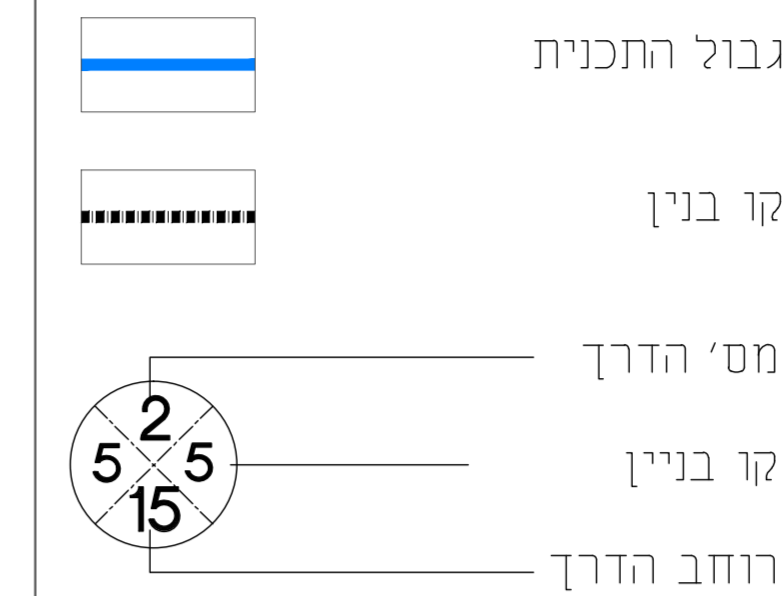 גבול התכנית
קו בנין
מס' הדרך
2
5 5
קו בניין
15
רוחב הדרך